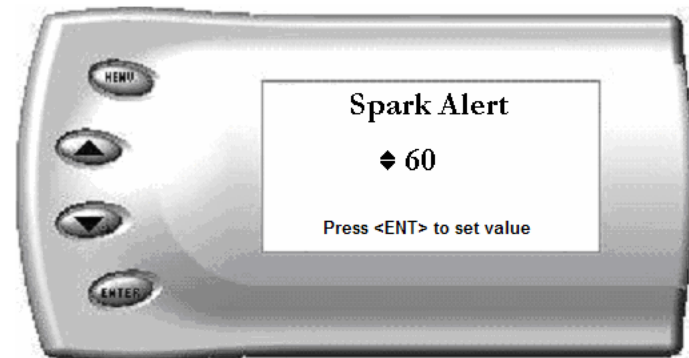 MENU
Spark Alert
60
Press <ENT> to set value
ENTER